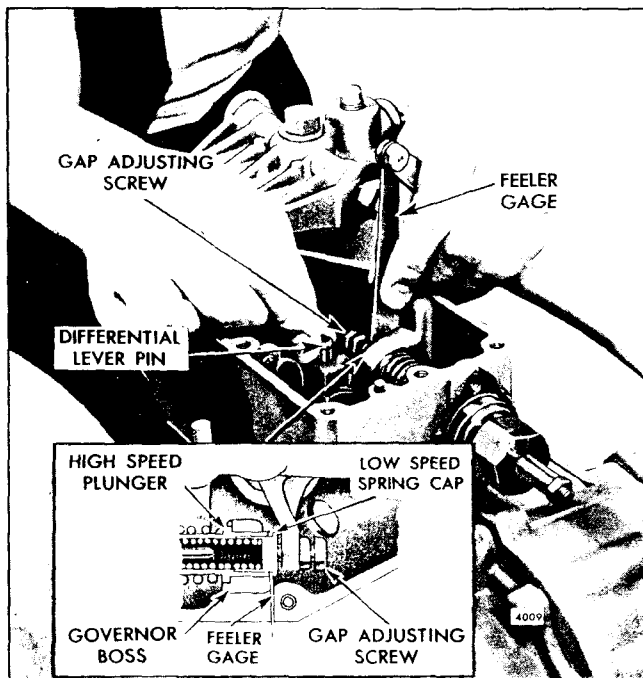 GAP ADJUSTING
SCREW
FEELER
GAGE
DIFFERENTIAL
LEVER PIN
HIGH SPEED
PLUNGER
LOW SPEED
SPRING CAP
GOVERNOR
BOSS
FEELER
GAGE
GAP ADJUSTING
SCREW
4009